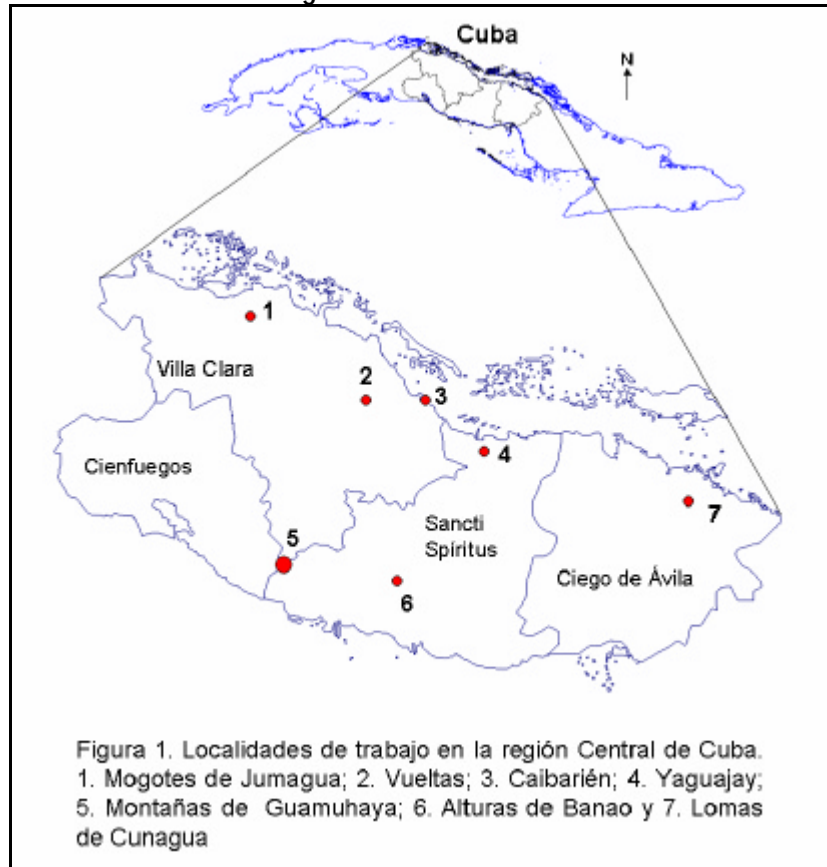 Cuba
N
1
Villa Clara
2
3
Cienfuegos
4
Sancti
Spíritus
5
7
Ciego de Ávila
6
Figura 1. Localidades de trabajo en la región Central de Cuba.
1. Mogotes de Jumagua; 2. Vueltas; 3. Caibarién; 4. Yaguajay;
5. Montañas de Guamuhaya; 6. Alturas de Banao y 7. Lomas
de Cunagua